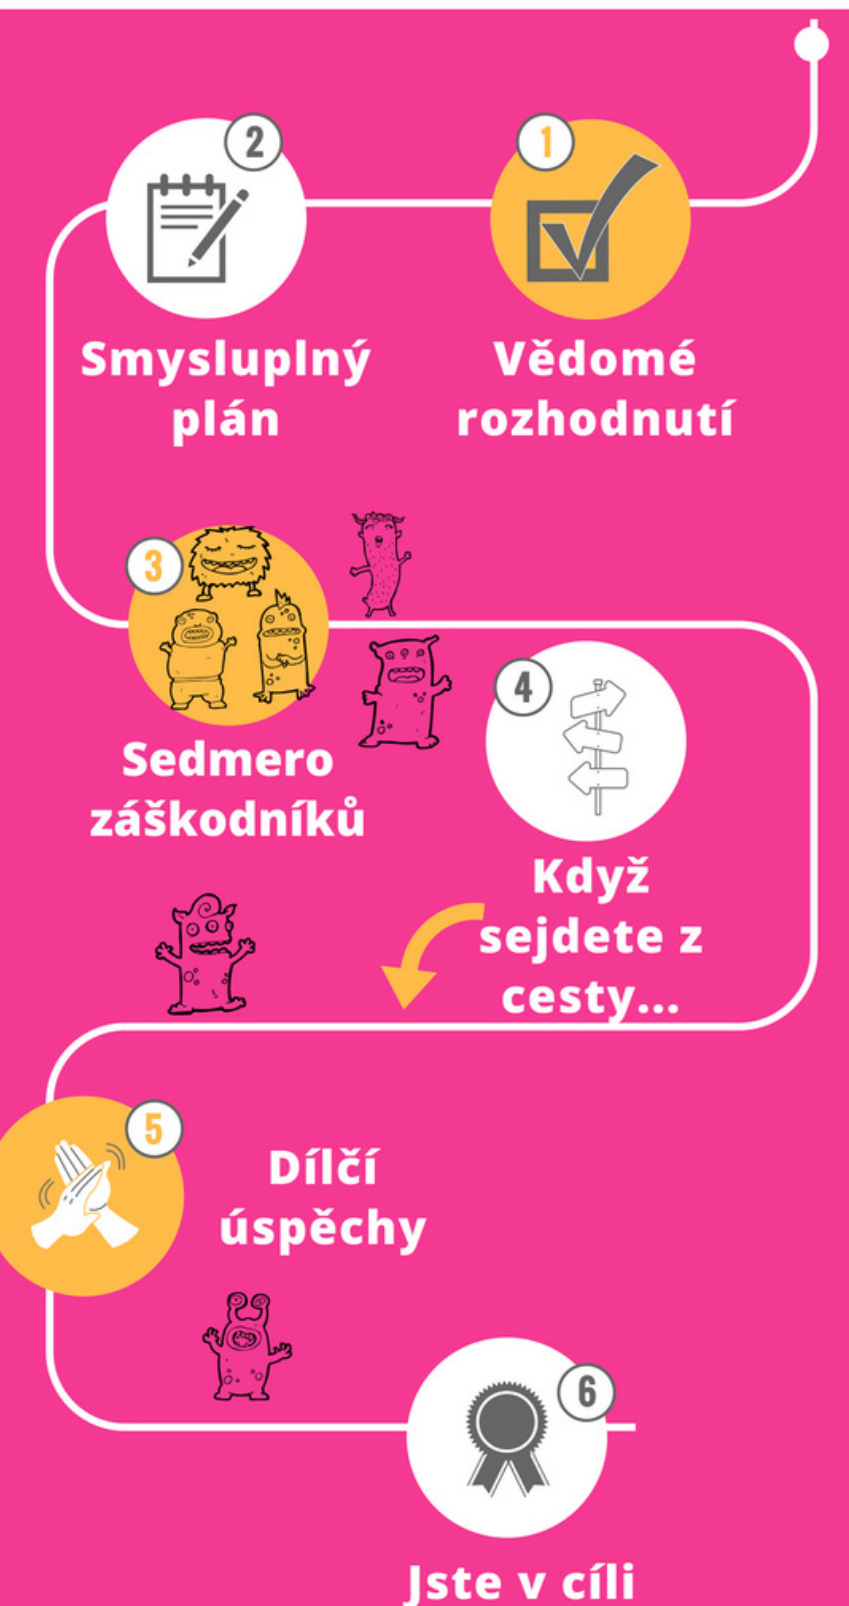 1
Vědomé
rozhodnutí
2
Smysluplný
plán
3
Sedmero
záškodníků
4
Když
sejdete z
cesty...
5
Dílčí
úspěchy
6
Jste v cíli